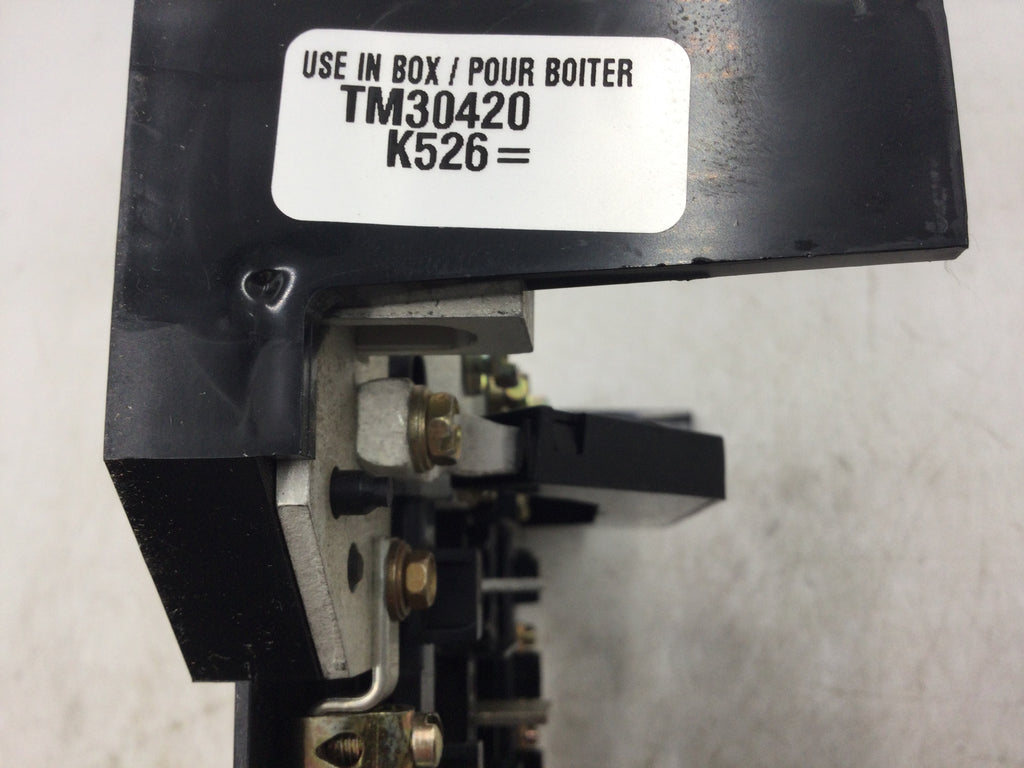 USE IN BOX / POUR BOITER
TM30420
K526=